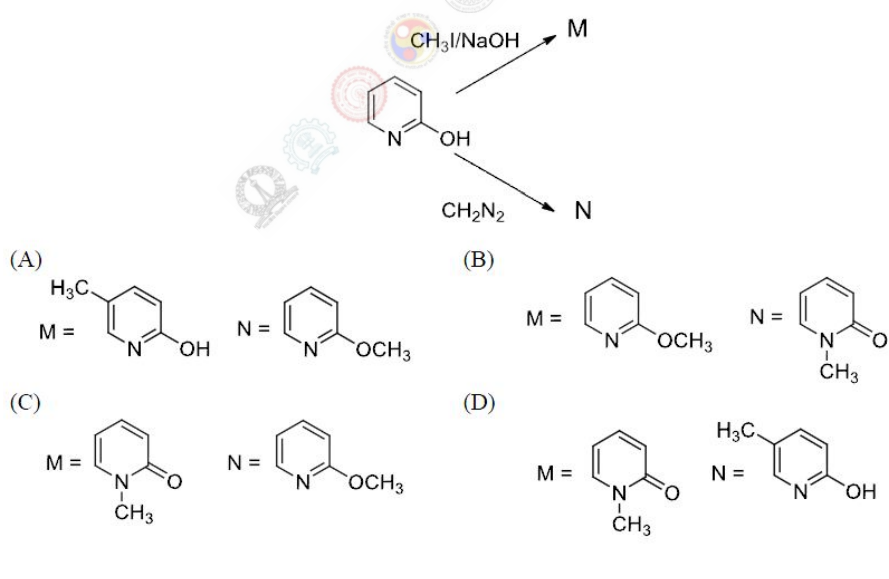 CH₃I/NaOH
M
N
OH
CH₂N₂
N
(A)
(B)
H₃C
M =
N
OH
N =
N
OCH₃
M =
N
OCH₃
N =
N
O
CH₃
(C)
(D)
M =
N
O
CH₃
N =
N
OCH₃
M =
N
O
CH₃
N =
H₃C
N
OH